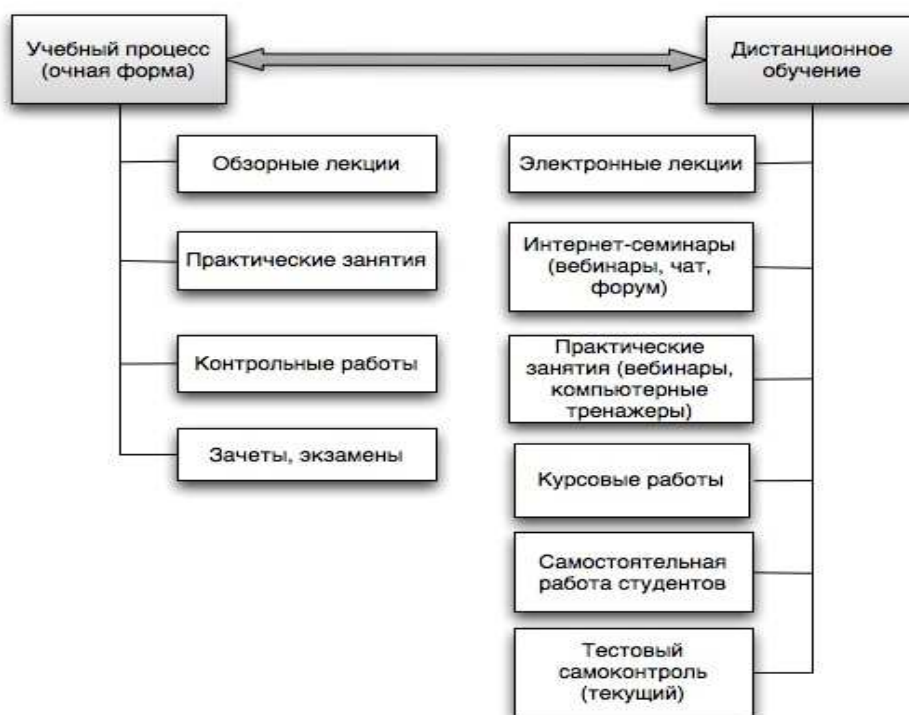 Учебный процесс
(очная форма)
Дистанционное
обучение
Обзорные лекции
Практические занятия
Контрольные работы
Зачеты, экзамены
Электронные лекции
Интернет-семинары
(вебинары, чат,
форум)
Практические
занятия (вебинары,
компьютерные
тренажеры)
Курсовые работы
Самостоятельная
работа студентов
Тестовый
самоконтроль
(текущий)